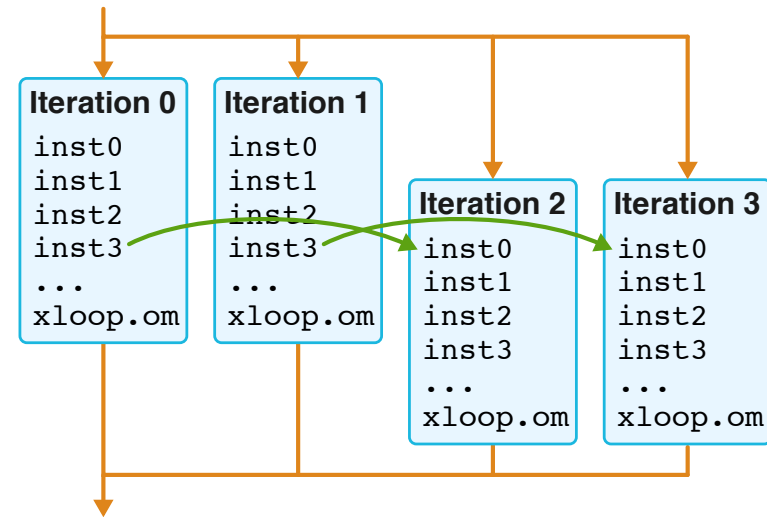 Iteration 0
inst0
inst1
inst2
inst3
...
xloop.om
Iteration 1
inst0
inst1
inst2
inst3
...
xloop.om
Iteration 2
inst0
inst1
inst2
inst3
...
xloop.om
Iteration 3
inst0
inst1
inst2
inst3
...
xloop.om